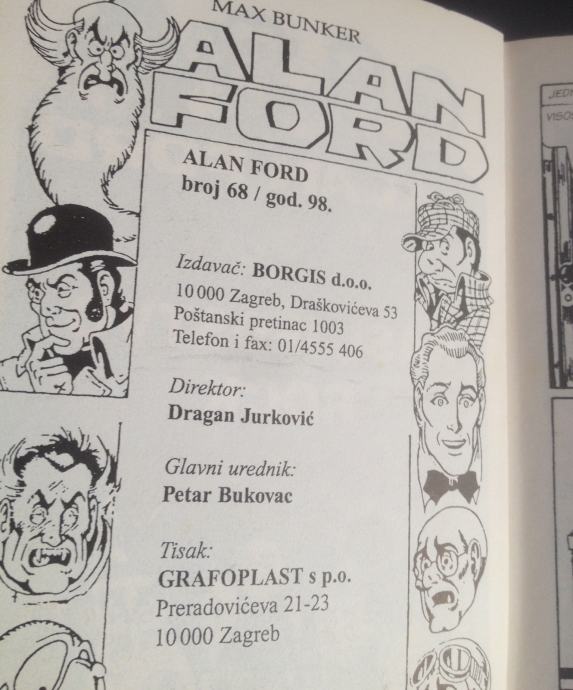 MAX BUNKER
ALAN
FORD
ALAN FORD
broj 68 / god. 98.
Izdavač: BORGIS d.o.o.
10 000 Zagreb, Draškovićeva 53
Poštanski pretinac 1003
Telefon i fax: 01/4555 406
Direktor:
Dragan Jurković
Glavni urednik:
Petar Bukovac
Tisak:
GRAFOPLAST s p.o.
Preradovićeva 21-23
10 000 Zagreb